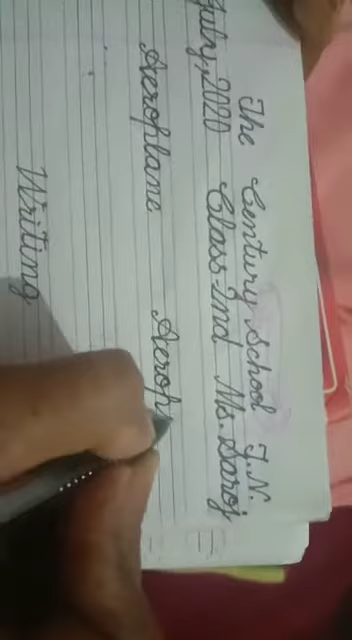 The Century School J.N.
July, 2020 Class-2nd Ms. Saroj
Aeroplane Aerop
Writing